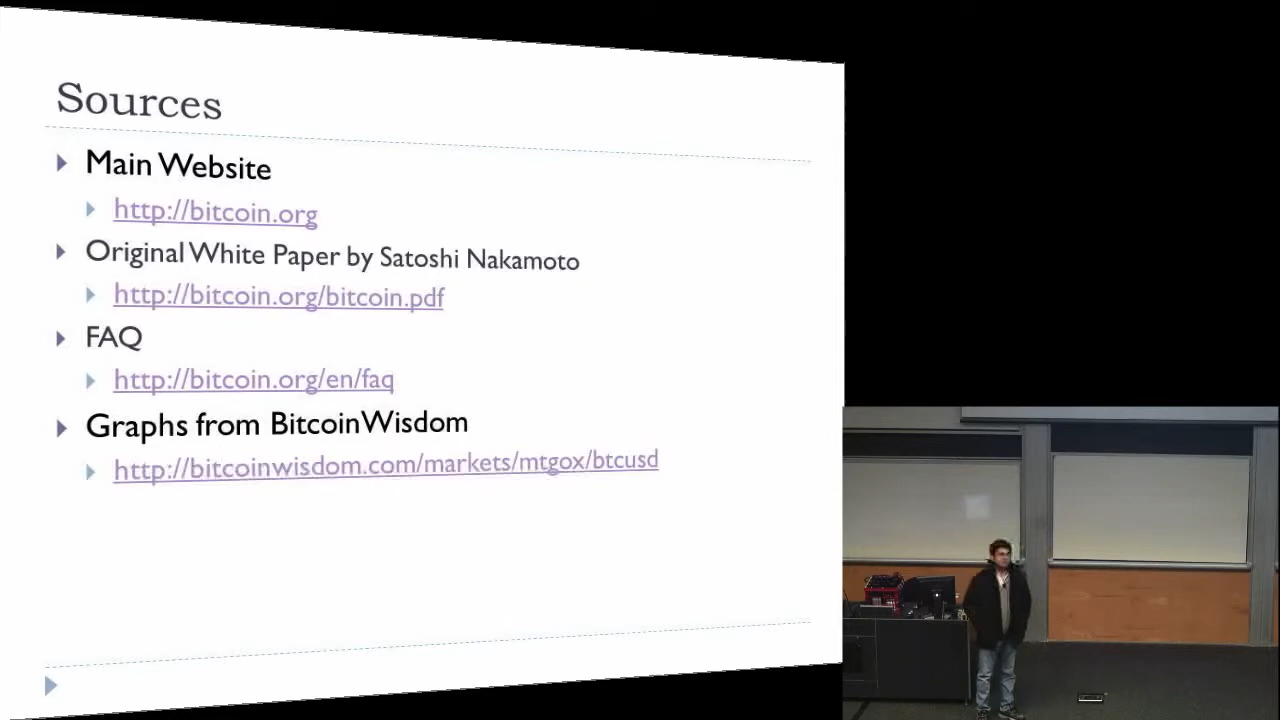 Sources
Main Website
http://bitcoin.org
Original White Paper by Satoshi Nakamoto
http://bitcoin.org/bitcoin.pdf
FAQ
http://bitcoin.org/en/faq
Graphs from BitcoinWisdom
http://bitcoinwisdom.com/markets/mtgox/btcusd